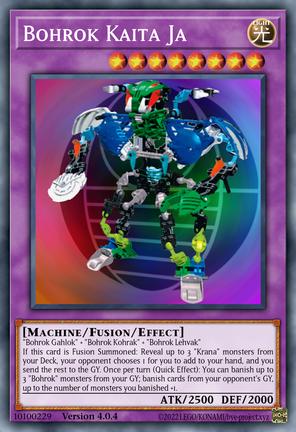 Bohrok Kaita Ja
LIGHT
光
[Machine/Fusion/Effect]
"Bohrok Gahlok" + "Bohrok Kohrak" + "Bohrok Lehvak"
If this card is Fusion Summoned: Reveal up to 3 "Krana" monsters from
your Deck, your opponent chooses 1 for you to add to your hand, and you
send the rest to the GY. Once per turn (Quick Effect): You can banish up to
3 "Bohrok" monsters from your GY; banish cards from your opponent's GY,
up to the number of monsters you banished +1.
ATK/2500 DEF/2000
10100229 Version 4.0.4 ©2022 LEGO/KONAMI/bye-project.xyz